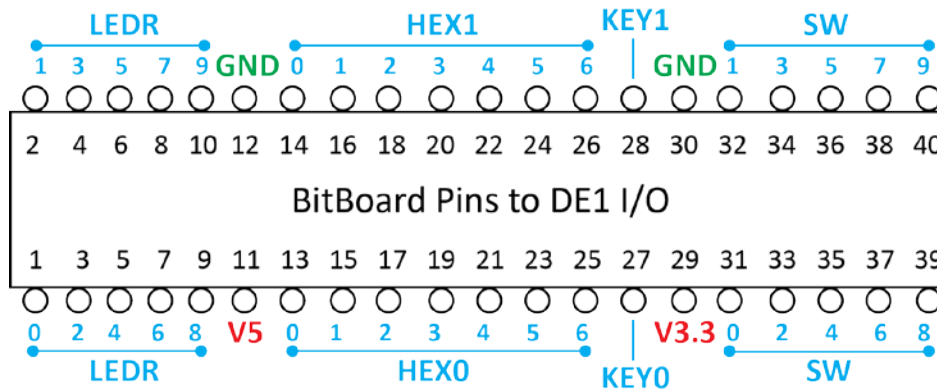 LEDR HEX1 KEY1 SW
1 3 5 7 9 GND 0 1 2 3 4 5 6 GND 1 3 5 7 9
2 4 6 8 10 12 14 16 18 20 22 24 26 28 30 32 34 36 38 40
BitBoard Pins to DE1 I/O
1 3 5 7 9 11 13 15 17 19 21 23 25 27 29 31 33 35 37 39
0 2 4 6 8 V5 0 1 2 3 4 5 6 V3.3 0 2 4 6 8
LEDR HEX0 KEY0 SW